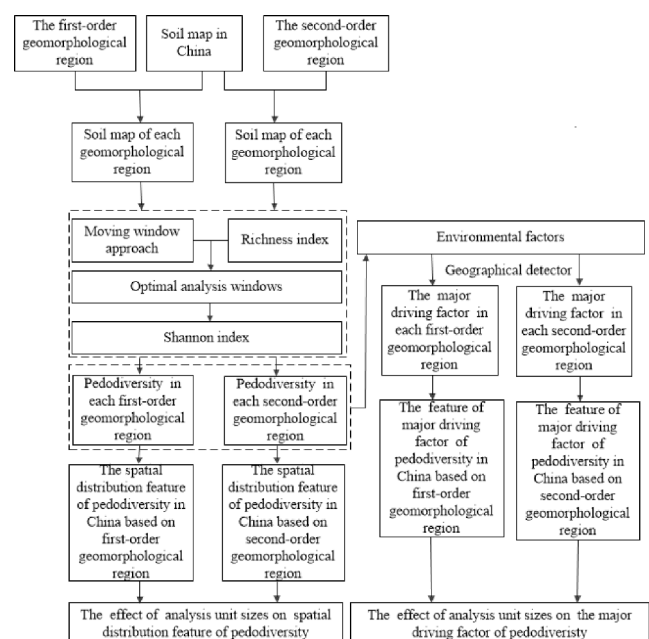 The first-order
geomorphological
region
Soil map in
China
The second-order
geomorphological
region
Soil map of each
geomorphological
region
Soil map of each
geomorphological
region
Moving window
approach
Richness index
Optimal analysis windows
Shannon index
Pedodiversity in
each first-order
geomorphological
region
Pedodiversity in
each second-order
geomorphological
region
The spatial
distribution feature
of pedodiversity in
China based on
first-order
geomorphological
region
The spatial
distribution feature
of pedodiversity in
China based on
second-order
geomorphological
region
The effect of analysis unit sizes on spatial
distribution feature of pedodiversity
Environmental factors
Geographical detector
The major
driving factor in
each first-order
geomorphological
region
The major
driving factor in
each second-order
geomorphological
region
The feature of
major driving
factor of
pedodiversity in
China based on
first-order
geomorphological
region
The feature of
major driving
factor of
pedodiversity in
China based on
second-order
geomorphological
region
The effect of analysis unit sizes on the major
driving factor of pedodiveristy